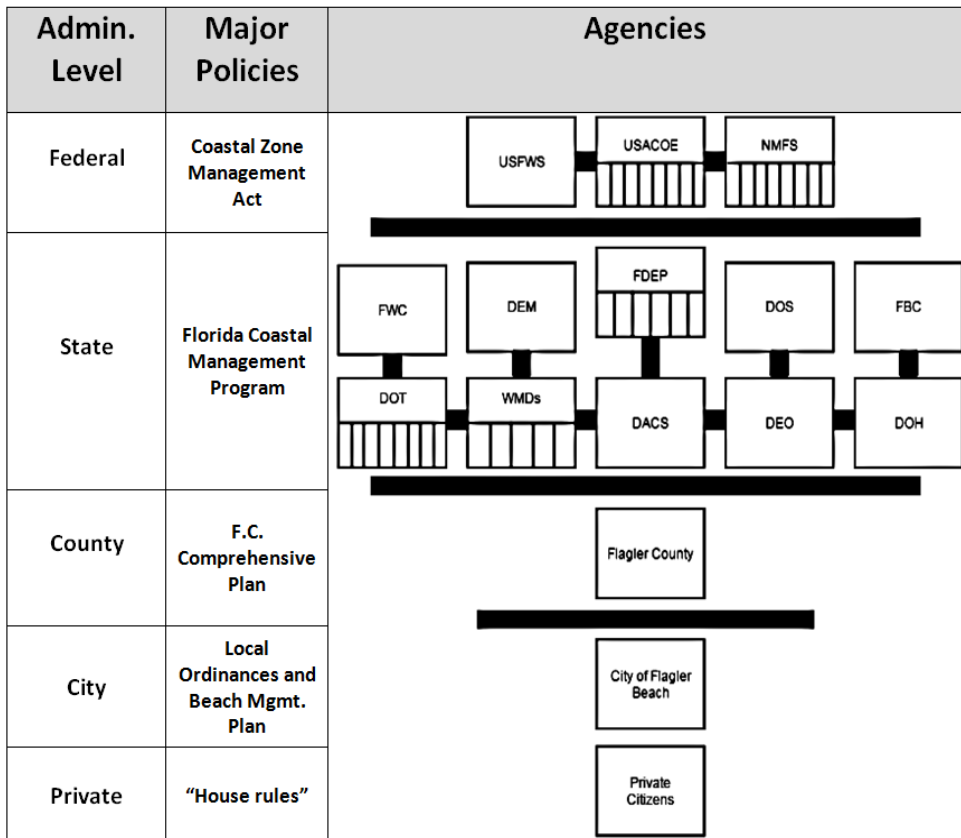 Admin.
Level
Major
Policies
Agencies
Federal
Coastal Zone
Management
Act
USFWS
USACOE
NMFS
State
Florida Coastal
Management
Program
FWC
DEM
FDEP
DOS
FBC
DOT
WMDs
DACS
DEO
DOH
County
F.C.
Comprehensive
Plan
Flagler County
City
Local
Ordinances and
Beach Mgmt.
Plan
City of Flagler
Beach
Private
“House rules”
Private
Citizens